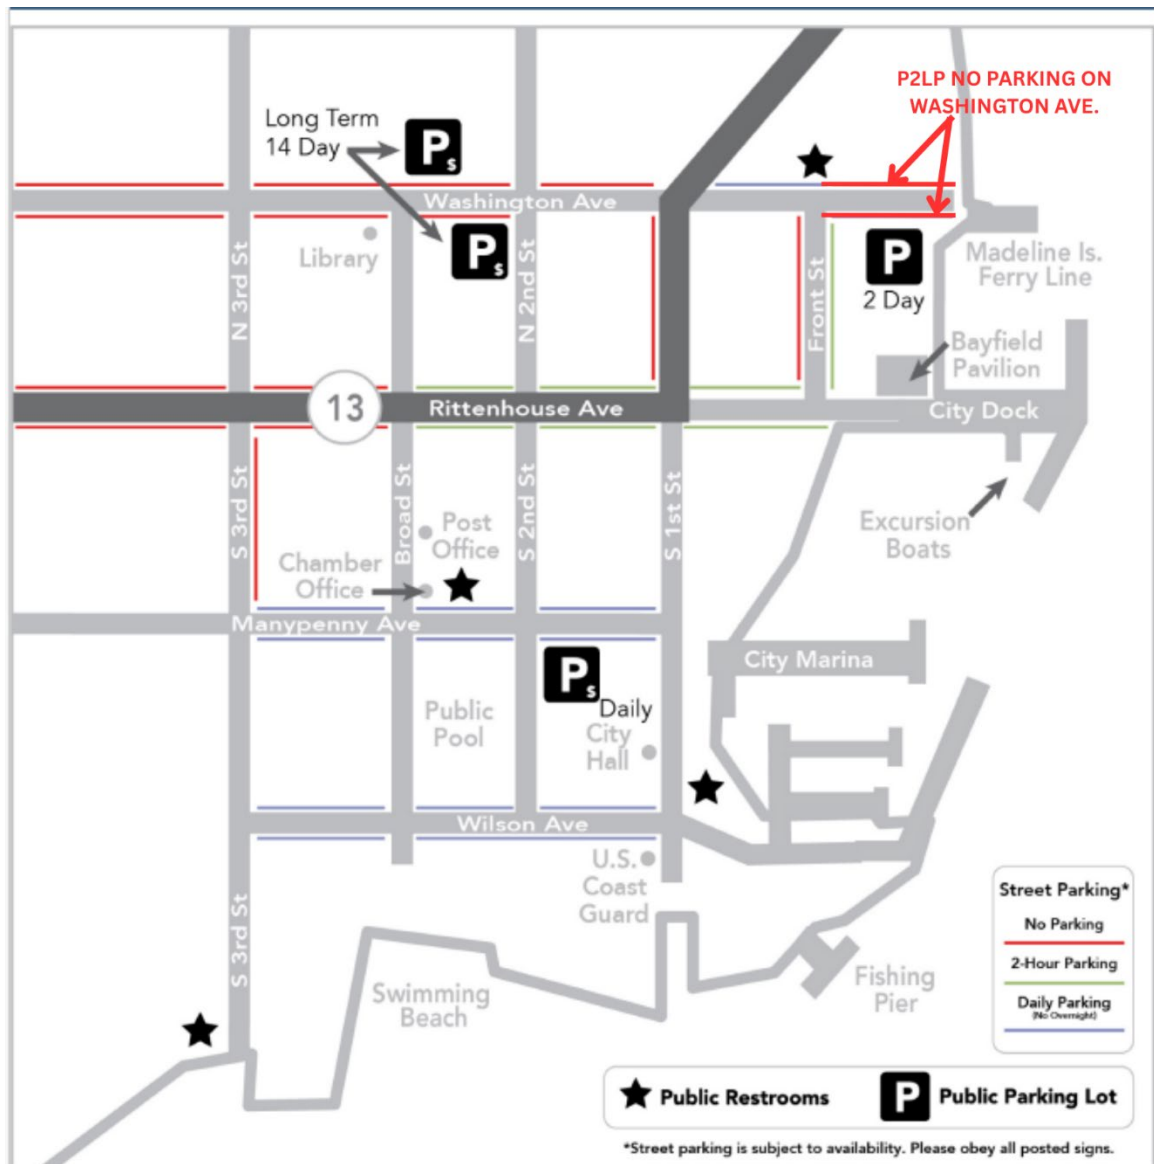 P2LP NO PARKING ON
WASHINGTON AVE.
Long Term
14 Day
P$
Washington Ave
P$
Library
N 3rd St
N 2nd St
Front St
P
2 Day
Madeline Is.
Ferry Line
Bayfield
Pavilion
13
Rittenhouse Ave
City Dock
S 3rd St
Broad St
Post
Office
S 2nd St
S 1st St
Excursion
Boats
Chamber
Office
Manypenny Ave
P$
Daily
City Marina
Public
Pool
City
Hall
Wilson Ave
U.S.
Coast
Guard
S 3rd St
Swimming
Beach
Fishing
Pier
Street Parking*
No Parking
2-Hour Parking
Daily Parking
(No Overnight)
Public Restrooms
P
Public Parking Lot
*Street parking is subject to availability. Please obey all posted signs.